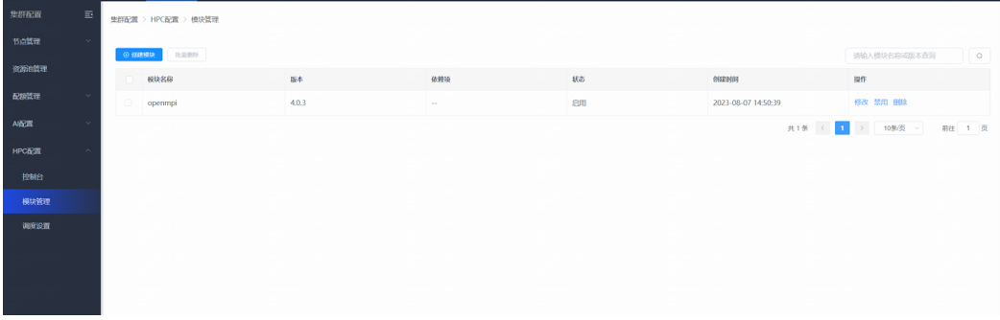 集群配置
节点管理
资源池管理
配额管理
AI配置
HPC配置
控制台
模块管理
调度设置
集群配置 > HPC配置 > 模块管理
创建模块 批量删除 请输入模块名称或版本查询
模块名称 版本 依赖项 状态 创建时间 操作
openmpi 4.0.3 -- 启用 2023-08-07 14:50:39 修改 禁用 删除
共 1 条 < 1 > 10条/页 前往 1 页